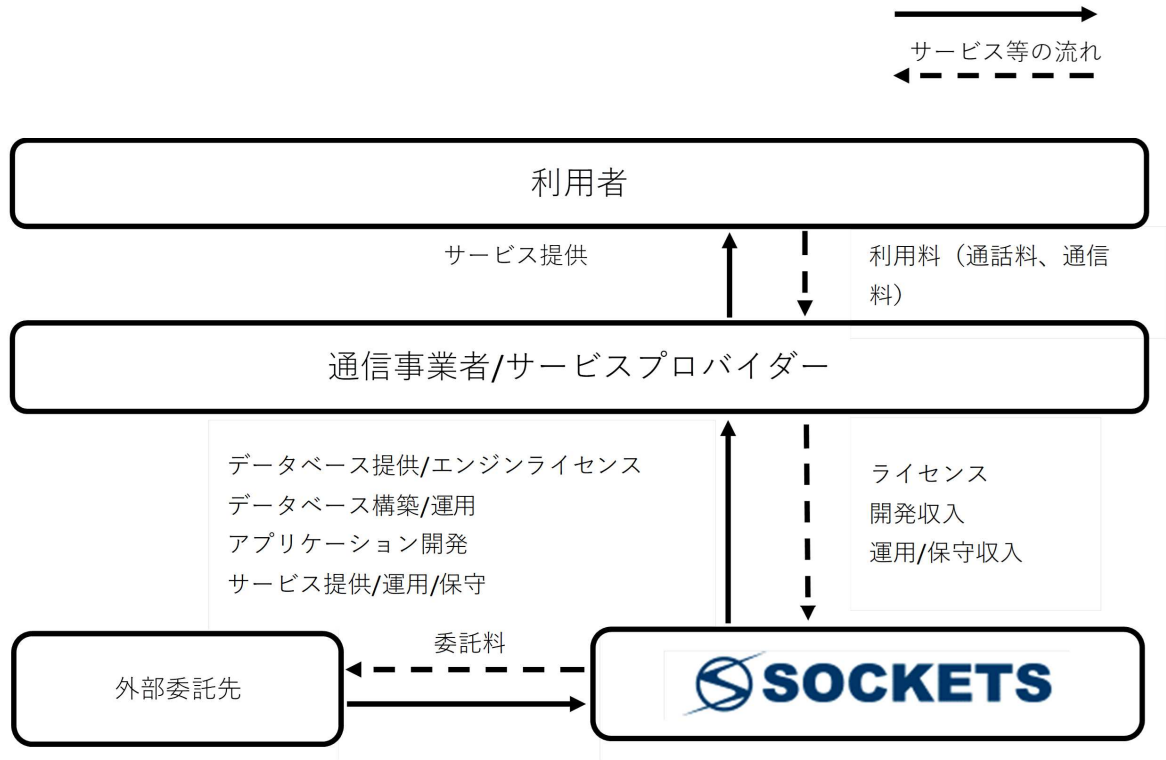 サービス等の流れ
利用者
サービス提供
利用料（通話料、通信
料）
通信事業者/サービスプロバイダー
データベース提供/エンジンライセンス
データベース構築/運用
アプリケーション開発
サービス提供/運用/保守
ライセンス
開発収入
運用/保守収入
委託料
外部委託先
SOCKETS